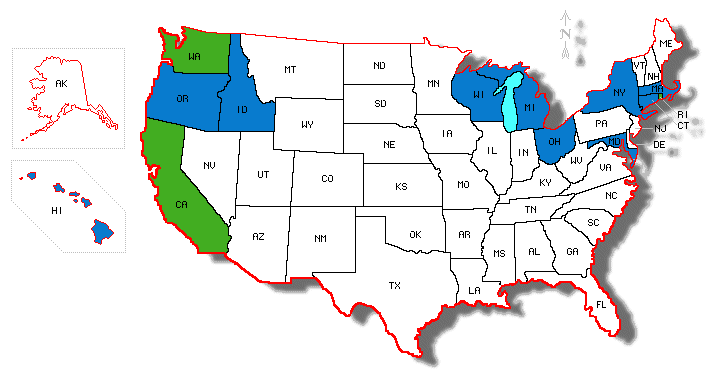 N
N
ME
WA
VT
MT
ND
NH
MN
AK
OR
ID
WI
MI
NY
MA
SD
WY
RI
CT
IA
PA
NJ
NE
OH
MD
DE
NV
UT
IL
IN
WV
CO
VA
KS
MO
KY
CA
NC
HI
TN
AZ
NM
OK
AR
SC
MS
AL
GA
TX
LA
FL